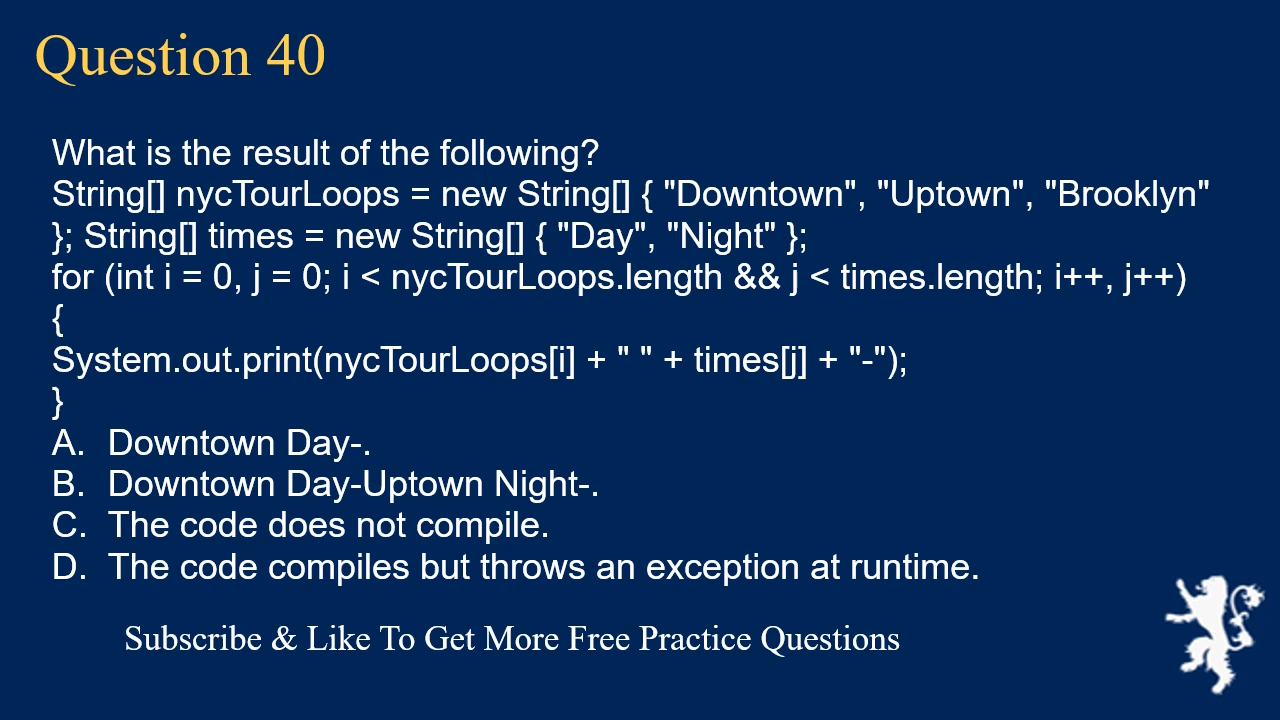 Question 40
What is the result of the following?
String[] nycTourLoops = new String[] { "Downtown", "Uptown", "Brooklyn"
}; String[] times = new String[] { "Day", "Night" };
for (int i = 0, j = 0; i < nycTourLoops.length && j < times.length; i++, j++)
{
System.out.print(nycTourLoops[i] + " " + times[j] + "-");
}
A. Downtown Day-.
B. Downtown Day-Uptown Night-.
C. The code does not compile.
D. The code compiles but throws an exception at runtime.
Subscribe & Like To Get More Free Practice Questions